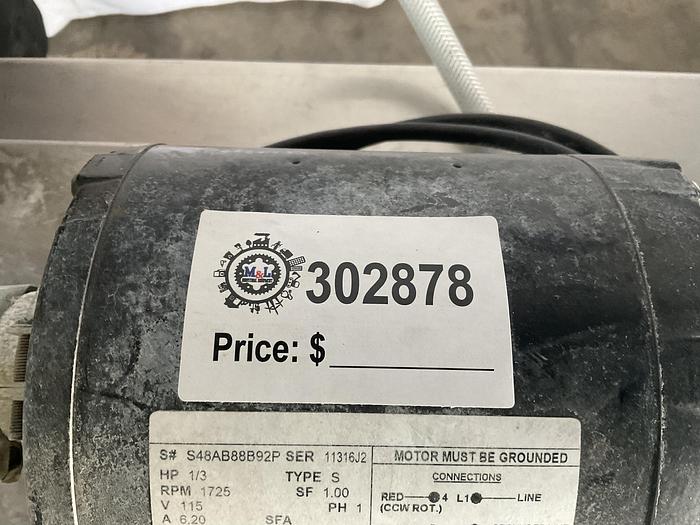 M&L
302878
Price: $
S# S48AB88B92P SER 11316J2
MOTOR MUST BE GROUNDED
HP 1/3 TYPE S
CONNECTIONS
RPM 1725 SF 1.00
RED 4 L1 LINE
V 115 PH 1
(CCW ROT.)
A 6.20 SFA